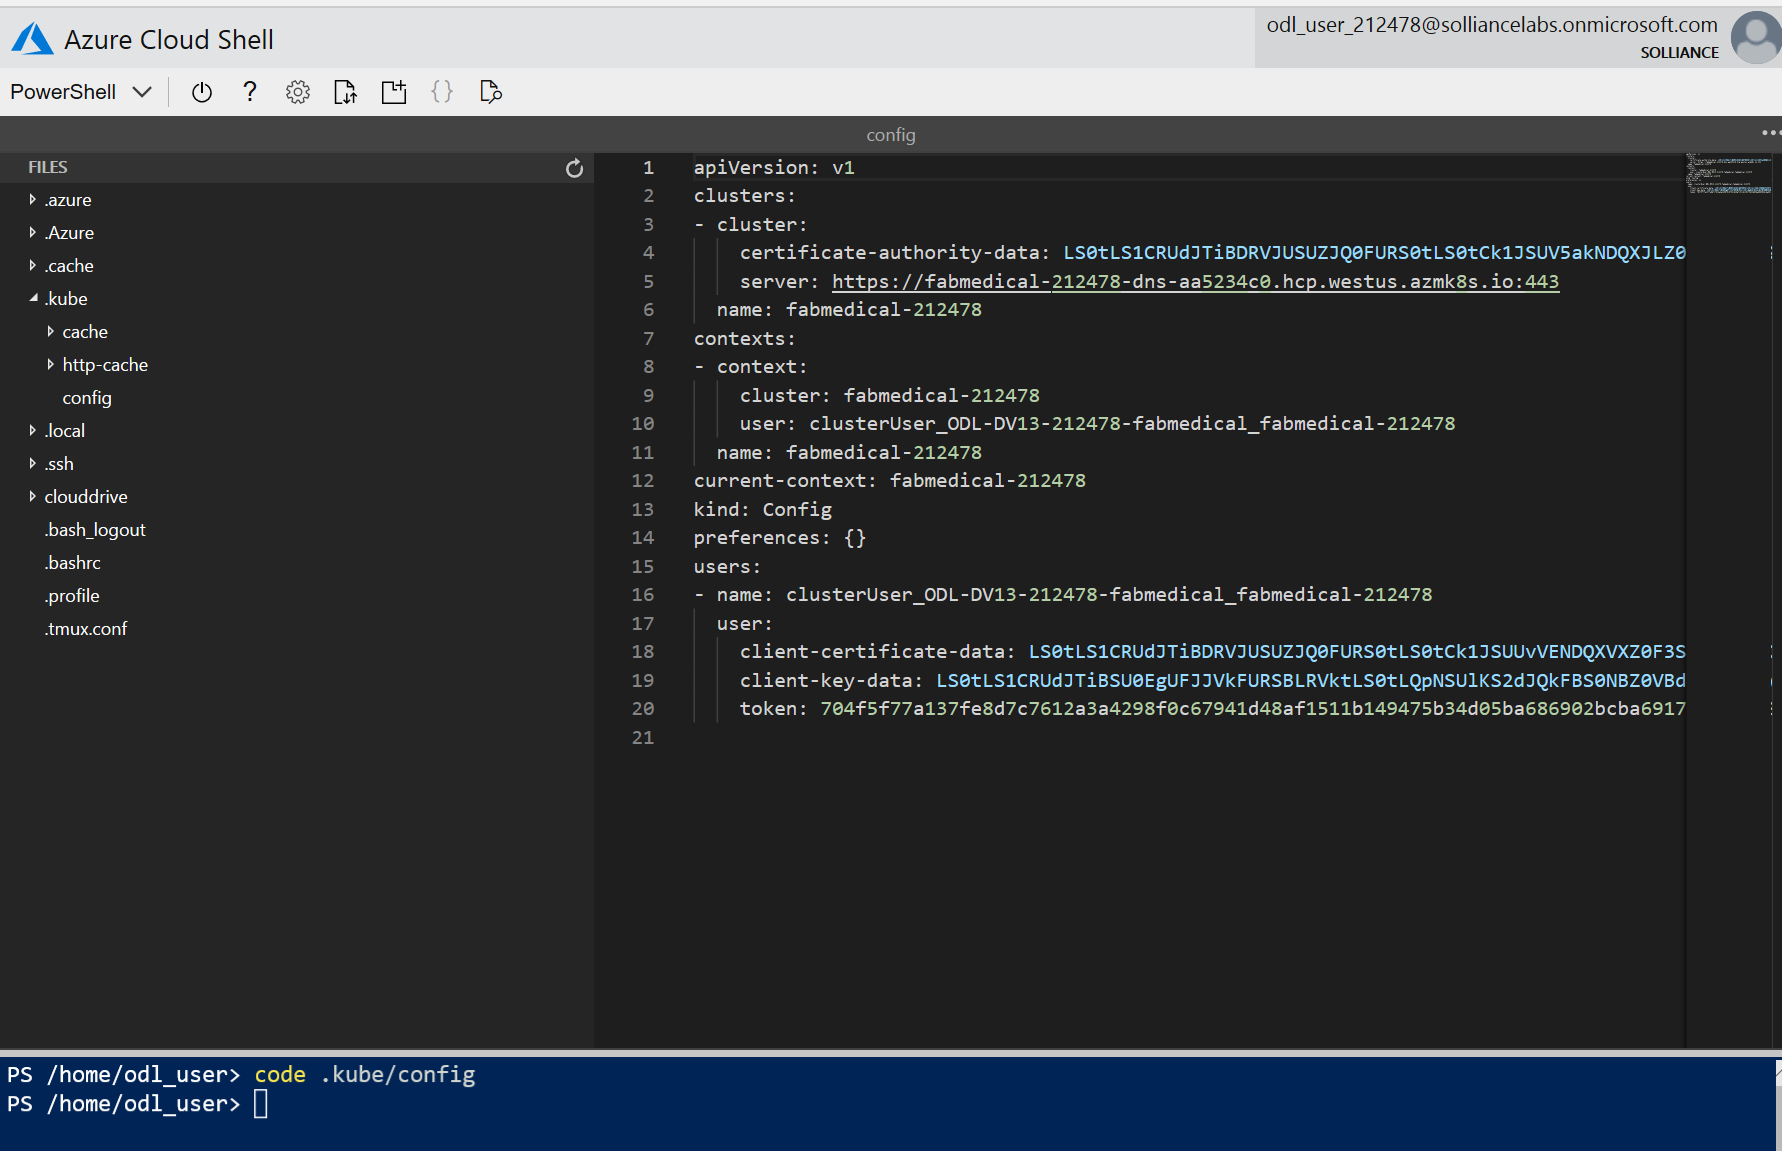 Azure Cloud Shell
odl_user_212478@solliancelabs.onmicrosoft.com
SOLLIANCE
PowerShell
config
FILES
.azure
.Azure
.cache
.kube
cache
http-cache
config
.local
.ssh
clouddrive
.bash_logout
.bashrc
.profile
.tmux.conf
1 apiVersion: v1
2 clusters:
3 - cluster:
4 certificate-authority-data: LS0tLS1CRUdJTiBDRVJUSUZJQ0FURS0tLS0tCk1JSUV5akNDQXJLZ0
5 server: https://fabmedical-212478-dns-aa5234c0.hcp.westus.azmk8s.io:443
6 name: fabmedical-212478
7 contexts:
8 - context:
9 cluster: fabmedical-212478
10 user: clusterUser_ODL-DV13-212478-fabmedical_fabmedical-212478
11 name: fabmedical-212478
12 current-context: fabmedical-212478
13 kind: Config
14 preferences: {}
15 users:
16 - name: clusterUser_ODL-DV13-212478-fabmedical_fabmedical-212478
17 user:
18 client-certificate-data: LS0tLS1CRUdJTiBDRVJUSUZJQ0FURS0tLS0tCk1JSUUvVENDQXVXZ0F3S
19 client-key-data: LS0tLS1CRUdJTiBSU0EgUFJJVkFURSBLRVktLS0tLQpNSUlKS2dJQkFBS0NBZ0VBd
20 token: 704f5f77a137fe8d7c7612a3a4298f0c67941d48af1511b149475b34d05ba686902bcba6917
21
PS /home/odl_user> code .kube/config
PS /home/odl_user>